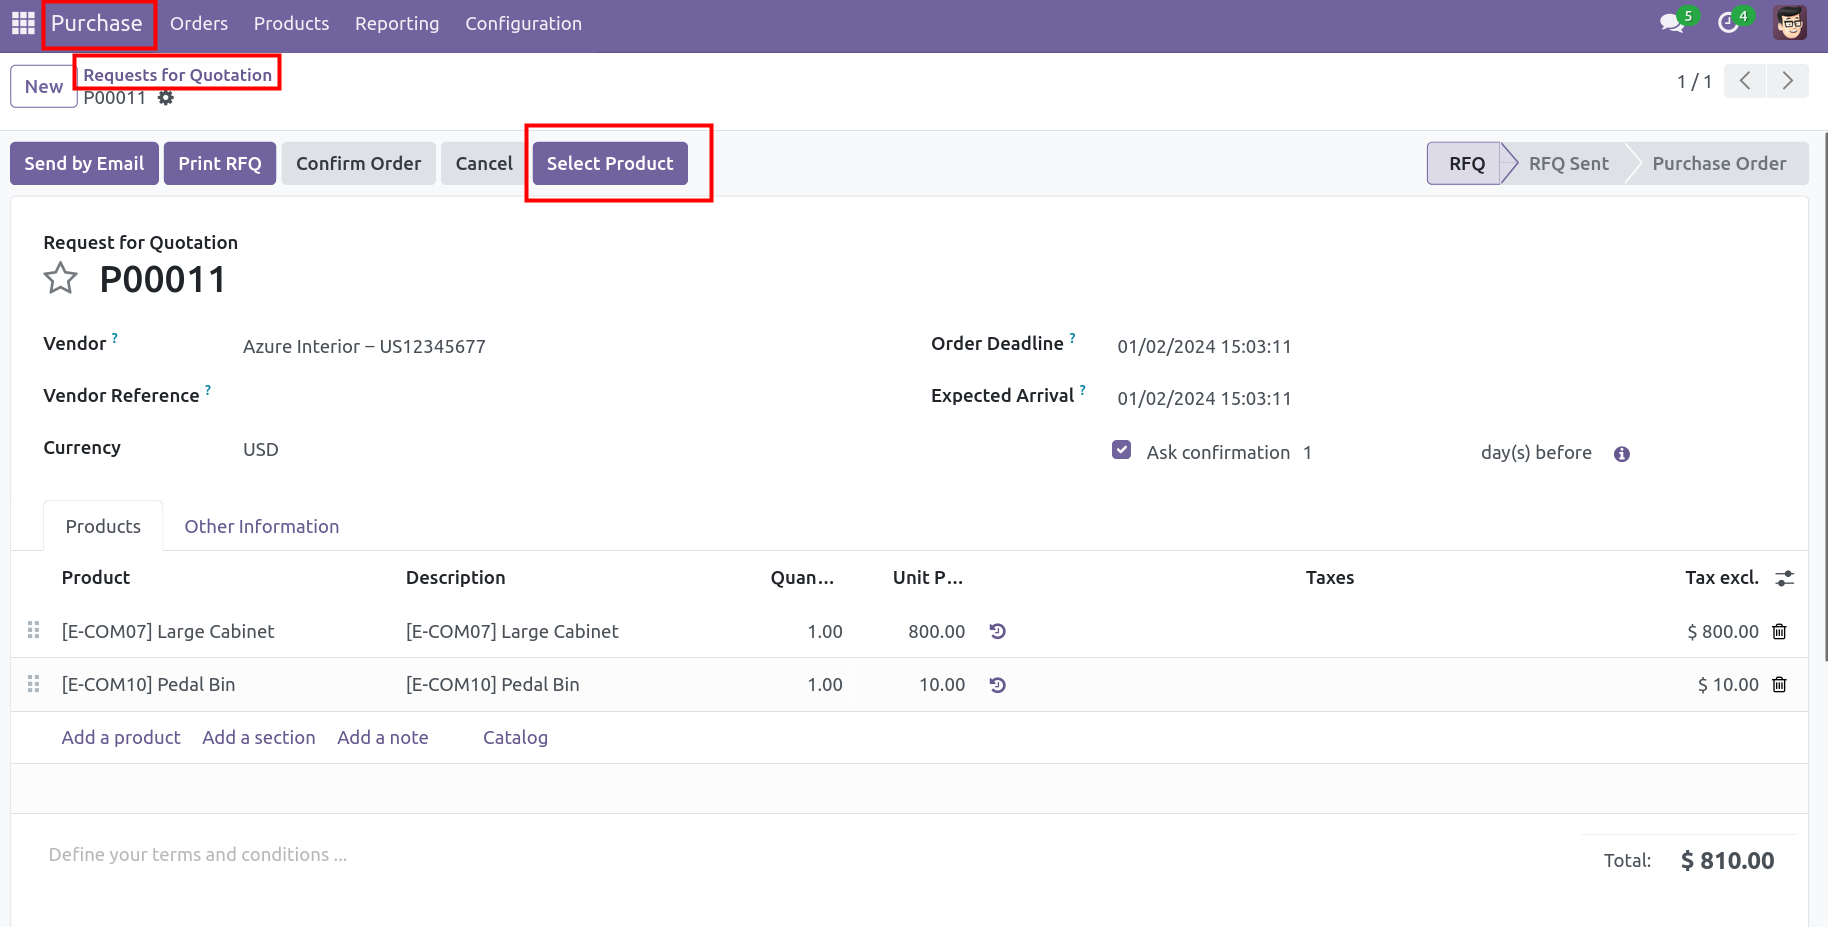 Purchase Orders Products Reporting Configuration 5 4
New Requests for Quotation 1 / 1
P00011
Send by Email Print RFQ Confirm Order Cancel Select Product RFQ RFQ Sent Purchase Order
Request for Quotation
P00011
Vendor ? Azure Interior – US12345677 Order Deadline ? 01/02/2024 15:03:11
Vendor Reference ? Expected Arrival ? 01/02/2024 15:03:11
Currency USD Ask confirmation 1 day(s) before
Products Other Information
Product Description Quan... Unit P... Taxes Tax excl.
[E-COM07] Large Cabinet [E-COM07] Large Cabinet 1.00 800.00 $ 800.00
[E-COM10] Pedal Bin [E-COM10] Pedal Bin 1.00 10.00 $ 10.00
Add a product Add a section Add a note Catalog
Define your terms and conditions ... Total: $ 810.00